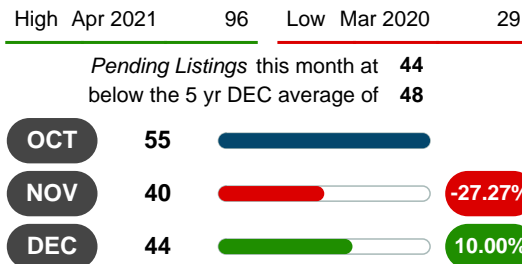 High Apr 2021 96 Low Mar 2020 29
Pending Listings this month at 44
below the 5 yr DEC average of 48
OCT 55
NOV 40 -27.27%
DEC 44 10.00%